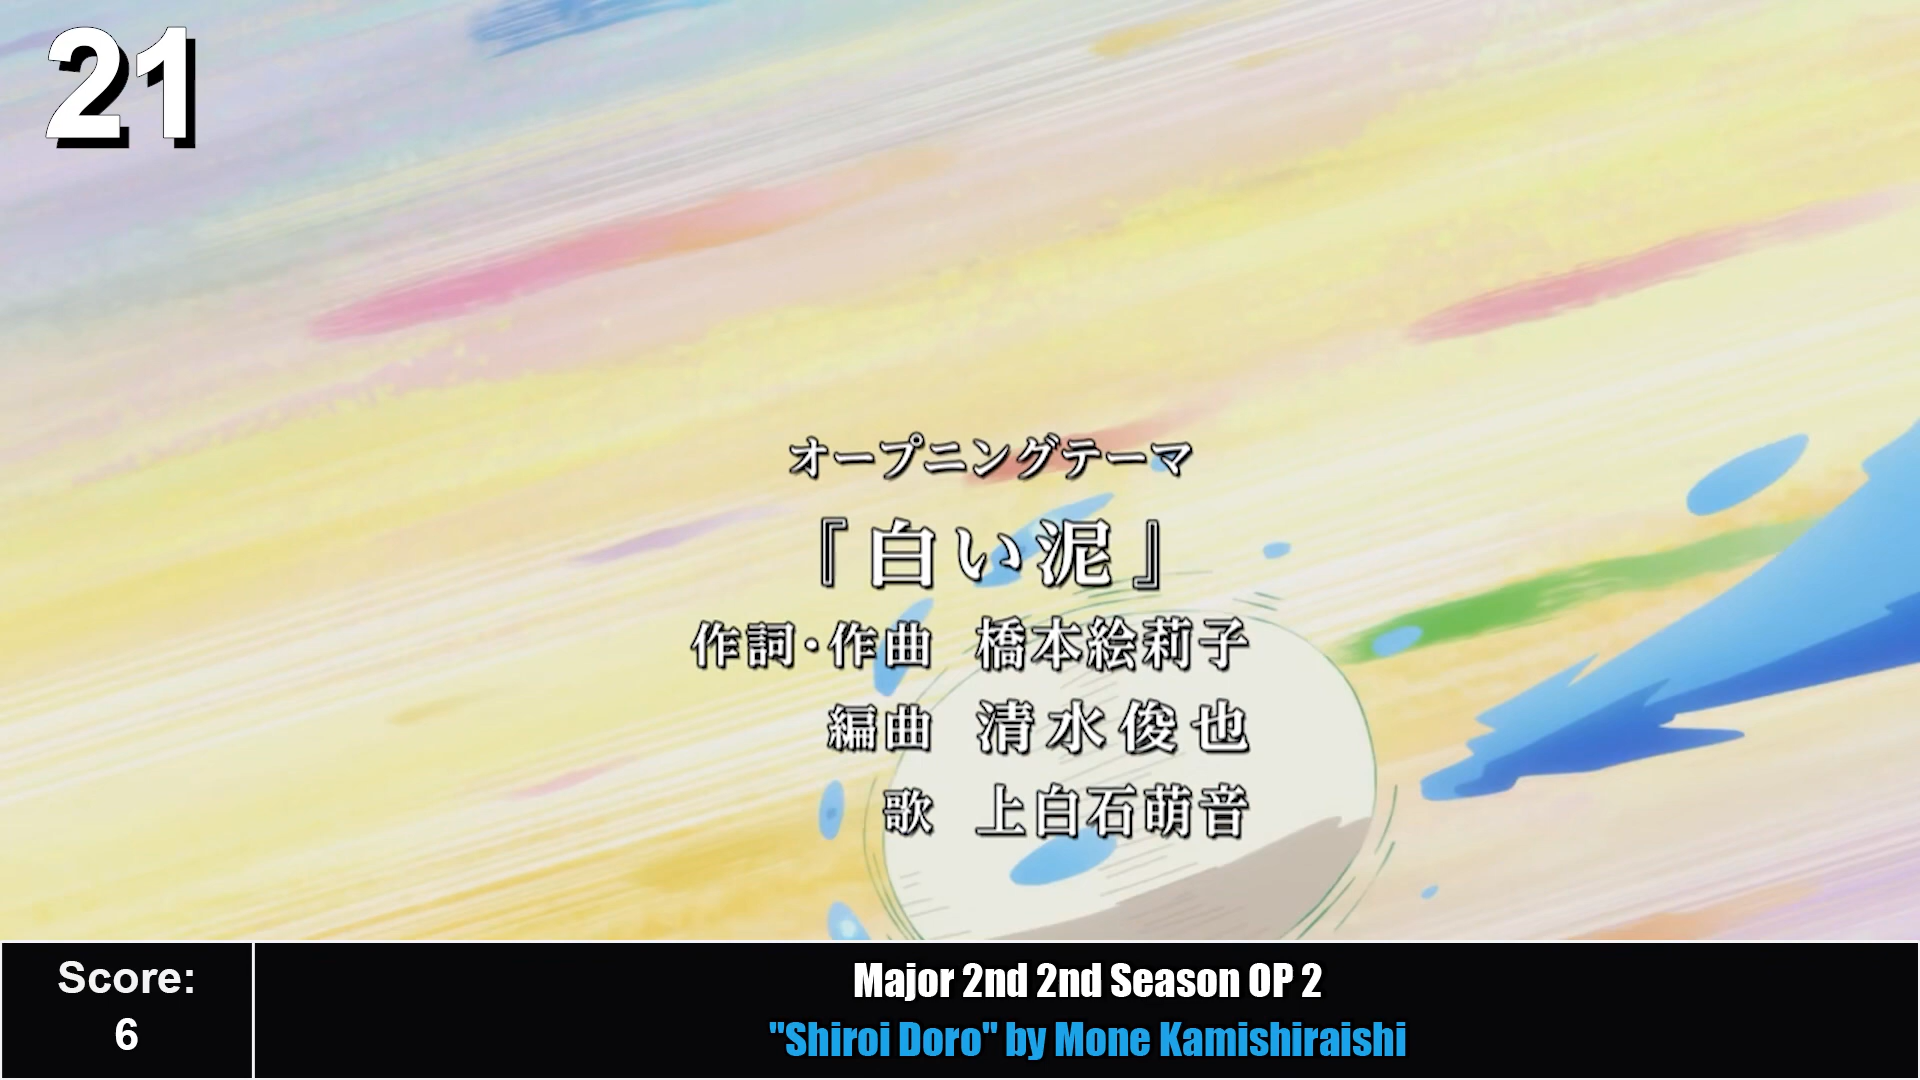 21
オープニングテーマ
『白い泥』
作詞・作曲 橋本絵莉子
編曲 清水俊也
歌 上白石萌音
Score:
6
Major 2nd 2nd Season OP 2
"Shiroi Doro" by Mone Kamishiraishi